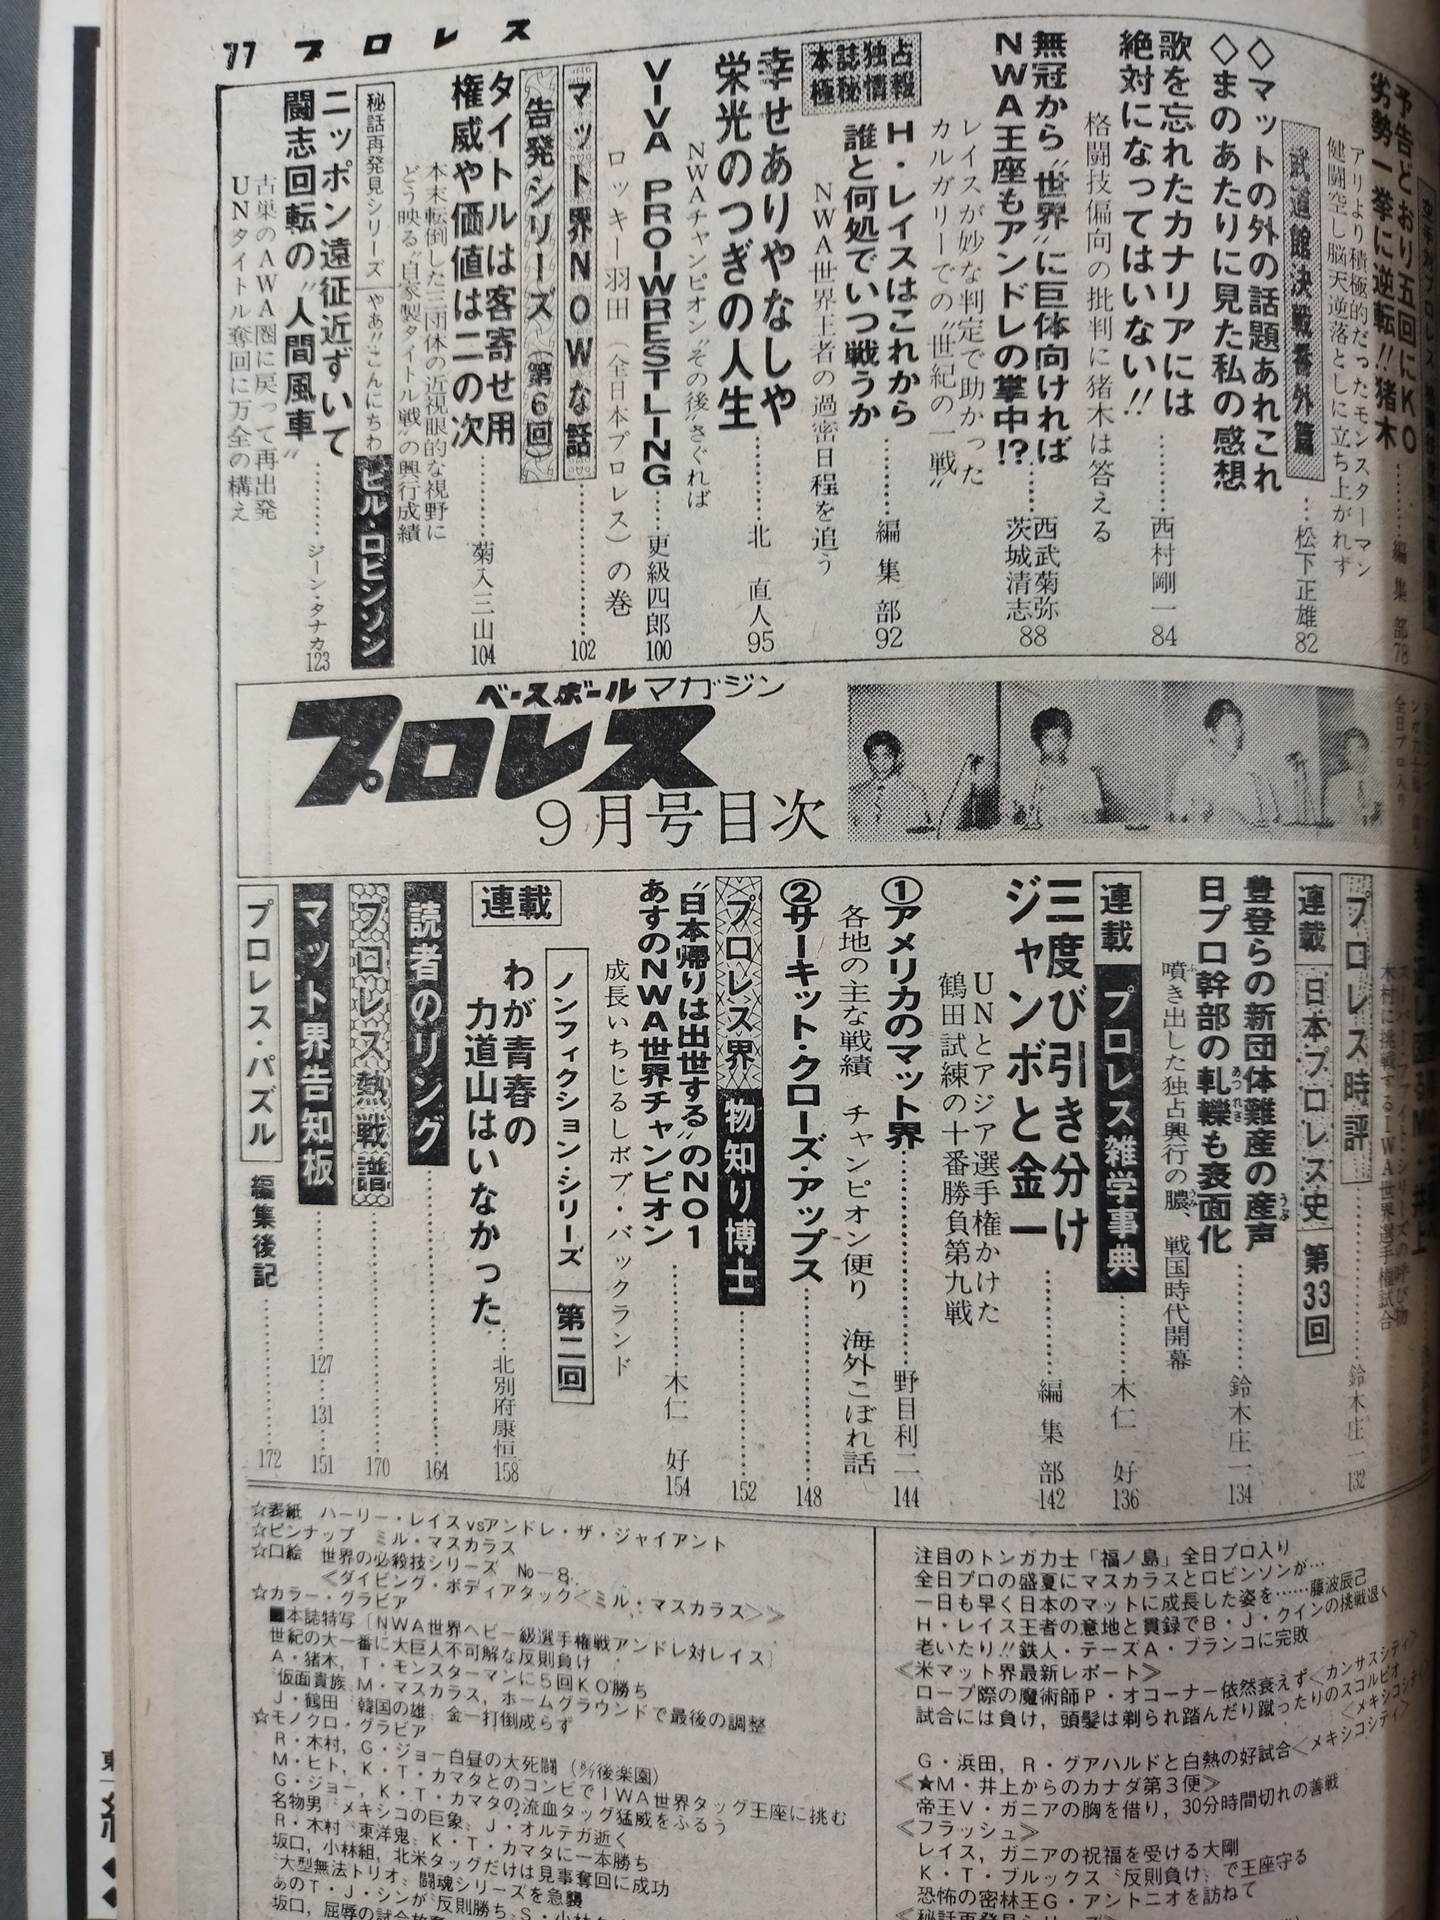 77 プロレス
予告どおり五回にKO
劣勢一挙に逆転!!猪木……編集部78
アリより積極的だったモンスターマン
健闘空し脳天逆落としに立ち上がれず
武道館決戦番外篇
◇マットの外の話題あれこれ
◇まのあたりに見た私の感想……松下正雄82
歌を忘れたカナリアには
絶対になってはいない!!……西村剛一84
格闘技偏向の批判に猪木は答える
無冠から"世界"に巨体向ければ
NWA王座もアンドレの掌中!?……西武菊弥 茨城清志88
レイスが妙な判定で助かった
カルガリーでの"世紀の一戦"
本誌独占
極秘情報
H・レイスはこれから
誰と何処でいつ戦うか……編集部92
NWA世界王者の過密日程を追う
幸せありやなしや
栄光のつぎの人生……北 直人95
NWAチャンピオン"その後"さぐれば
VIVA PROIWRESTLING……更級四郎100
ロッキー羽田(全日本プロレス)の巻
マット界NOWな話……102
告発シリーズ(第6回)
タイトルは客寄せ用
権威や価値は二の次……菊入三山104
本末転倒した三団体の近視眼的な視野に
どう映る"自家製タイトル戦"の興行成績
秘話再発見シリーズ やあ!!こんにちわ ビル・ロビンソン
ニッポン遠征近ずいて
闘志回転の"人間風車"……ジーン・タナカ123
古巣のAWA圏に戻って再出発
UNタイトル奪回に万全の構え
ベースボールマガジン
プロレス
9月号目次
プロレス時評……鈴木庄一132
連載 日本プロレス史 第33回
豊登らの新団体難産の産声
うぶ
日プロ幹部の軋轢も表面化……鈴木庄一134
あつれき
噴き出した独占興行の膿、戦国時代開幕
うみ
連載 プロレス雑学事典……木仁 好136
三度び引き分け
ジャンボと金一……編集部142
UNとアジア選手権かけた
鶴田試練の十番勝負第九戦
①アメリカのマット界……野目利二144
各地の主な戦績 チャンピオン便り 海外こぼれ話
②サーキット・クローズ・アップス……148
プロレス界 物知り博士……152
"日本帰りは出世する"のNO1
あすのNWA世界チャンピオン……木仁 好154
成長いちじるしボブ・バックランド
連載 ノンフィクション・シリーズ 第二回
わが青春の
力道山はいなかった……北別府康恒158
読者のリング……164
プロレス熱戦譜……170
マット界告知板……127……131……151
プロレス・パズル 編集後記……172
☆表紙 ハーリー・レイスvsアンドレ・ザ・ジャイアント
☆ピンナップ ミル・マスカラス
☆口絵 世界の必殺技シリーズ No-8
<ダイビング・ボディアタック<ミル・マスカラス>>
☆カラー・グラビア
■本誌特写〔NWA世界ヘビー級選手権戦アンドレ対レイス〕
世紀の大一番に大巨人不可解な反則負け
A・猪木,T・モンスターマンに5回KO勝ち
"仮面貴族"M・マスカラス,ホームグラウンドで最後の調整
J・鶴田"韓国の雄"金一打倒成らず
☆モノクロ・グラビア
R・木村,G・ジョー白昼の大死闘(8/7後楽園)
M・ヒト,K・T・カマタとのコンビでIWA世界タッグ王座に挑む
G・ジョー,K・T・カマタの流血タッグ猛威をふるう
名物男"メキシコの巨象"J・オルテガ逝く
R・木村"東洋鬼"K・T・カマタに一本勝ち
坂口,小林組,北米タッグだけは見事奪回に成功
"大型無法トリオ"闘魂シリーズを急襲
あのT・J・シンが"反則勝ち"
注目のトンガ力士「福ノ島」全日プロ入り
全日プロの盛夏にマスカラスとロビンソンが…
一日も早く日本のマットに成長した姿を……藤波辰己
H・レイス王者の意地と貫録でB・J・クインの挑戦退く
老いたり!!鉄人・テーズA・ブランコに完敗
<米マット界最新レポート>
ロープ際の魔術師P・オコーナー依然衰えず<カンサスシティ>
試合には負け,頭髪は剃られ踏んだり蹴ったりのスコルピオ
<メキシコシティ>
G・浜田,R・グアハルドと白熱の好試合<メキシコシティ>
<★M・井上からのカナダ第3便>
帝王V・ガニアの胸を借り,30分時間切れの善戦
<フラッシュ>
レイス,ガニアの祝福を受ける大剛
K・T・ブルックス"反則負け"で王座守る
恐怖の密林王G・アントニオを訪ねて